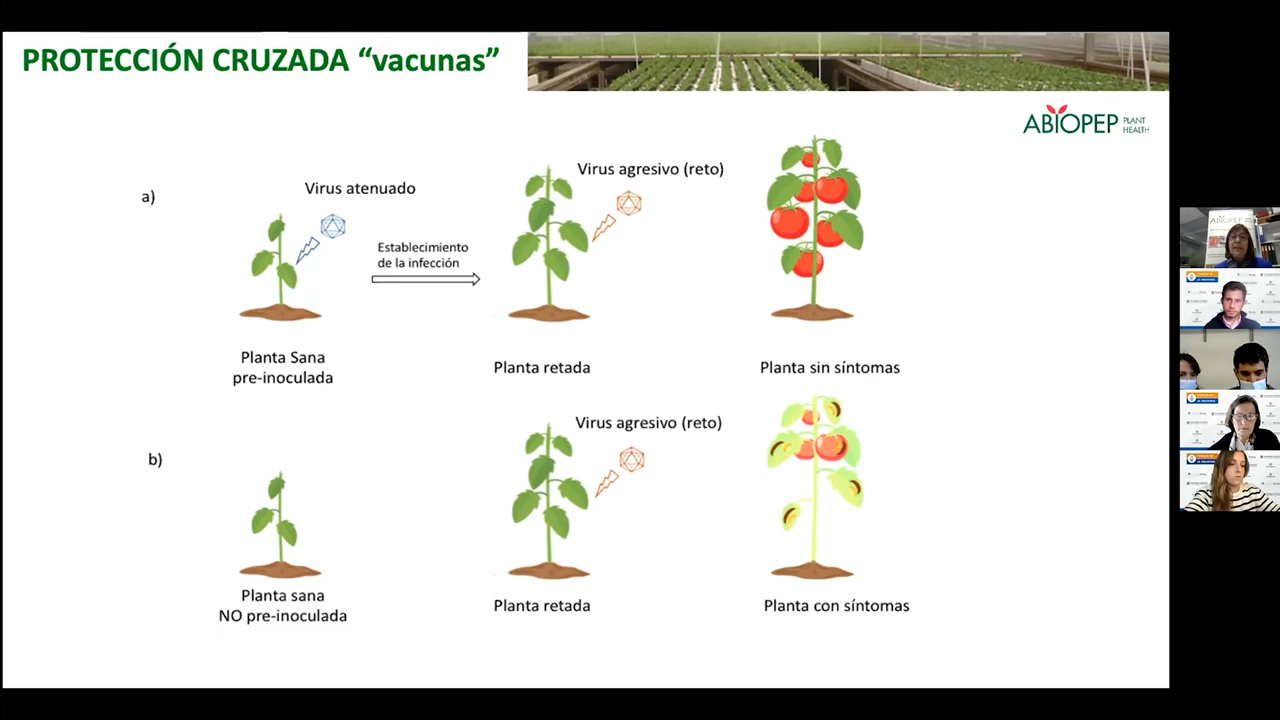 PROTECCIÓN CRUZADA “vacunas”
ABIOPEP PLANT
HEALTH
a)
Virus atenuado
Establecimiento
de la infección
Virus agresivo (reto)
Planta Sana
pre-inoculada
Planta retada
Planta sin síntomas
b)
Virus agresivo (reto)
Planta sana
NO pre-inoculada
Planta retada
Planta con síntomas
ABIOPEP